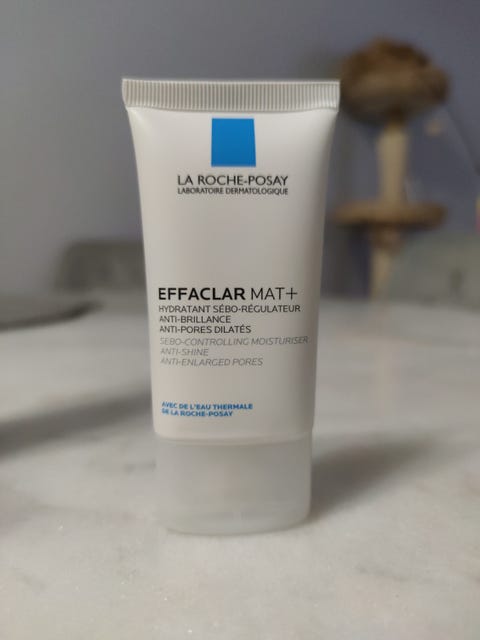 LA ROCHE-POSAY
LABORATOIRE DERMATOLOGIQUE
EFFACLAR MAT+
HYDRATANT SÉBO-RÉGULATEUR
ANTI-BRILLANCE
ANTI-PORES DILATÉS
SEBO-CONTROLLING MOISTURISER
ANTI-SHINE
ANTI-ENLARGED PORES
AVEC DE L'EAU THERMALE
DE LA ROCHE-POSAY